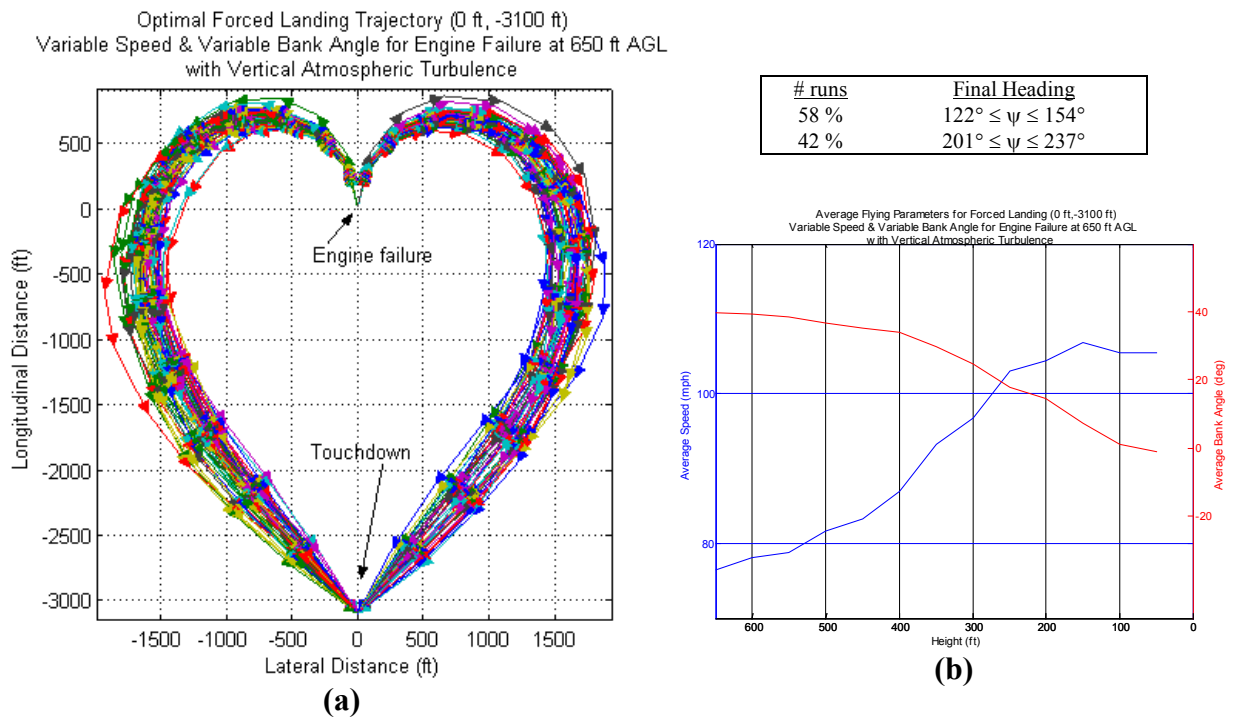 Optimal Forced Landing Trajectory (0 ft, -3100 ft)
Variable Speed & Variable Bank Angle for Engine Failure at 650 ft AGL
with Vertical Atmospheric Turbulence
500
0
-500
-1000
-1500
-2000
-2500
-3000
Longitudinal Distance (ft)
Engine failure
Touchdown
-1500 -1000 -500 0 500 1000 1500
Lateral Distance (ft)
(a)
# runs Final Heading
58 % 122° ≤ ψ ≤ 154°
42 % 201° ≤ ψ ≤ 237°
Average Flying Parameters for Forced Landing (0 ft,-3100 ft)
Variable Speed & Variable Bank Angle for Engine Failure at 650 ft AGL
with Vertical Atmospheric Turbulence
120
100
80
Average Speed (mph)
40
20
0
-20
Average Bank Angle (deg)
600 500 400 300 200 100 0
Height (ft)
(b)